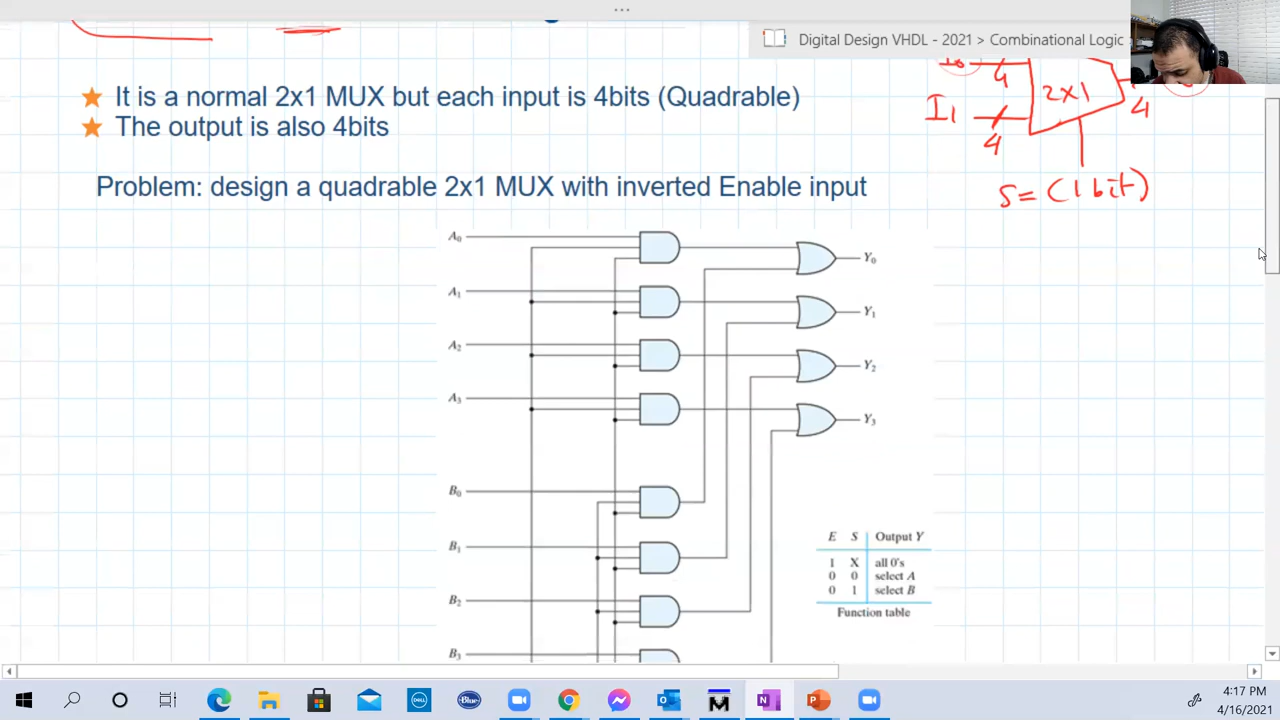 Digital Design VHDL - 2021 > Combinational Logic
★ It is a normal 2x1 MUX but each input is 4bits (Quadrable)
★ The output is also 4bits
4
2x1
I₁
4
4
S= (1 bit)
Problem: design a quadrable 2x1 MUX with inverted Enable input
A₀
Y₀
A₁
Y₁
A₂
Y₂
A₃
Y₃
B₀
B₁
B₂
B₃
E S Output Y
1 X all 0's
0 0 select A
0 1 select B
Function table
DELL
Blue
4:17 PM
4/16/2021